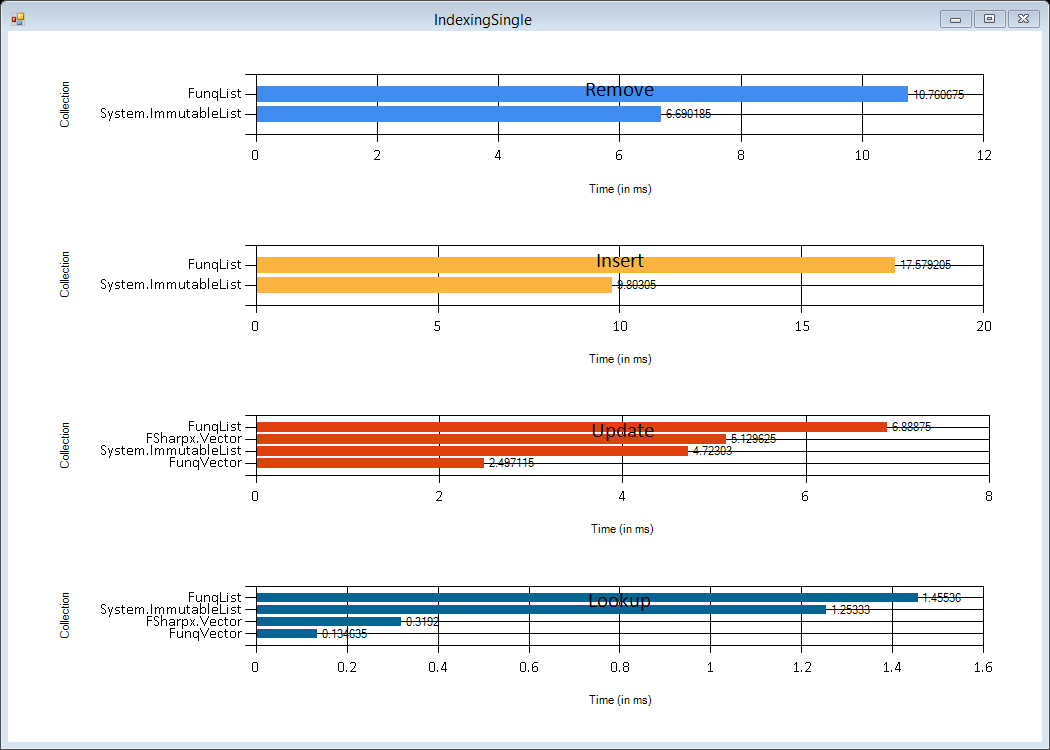 IndexingSingle
Remove
Collection
FunqList 10.760675
System.ImmutableList 6.690185
0 2 4 6 8 10 12
Time (in ms)
Insert
Collection
FunqList 17.579205
System.ImmutableList 9.80305
0 5 10 15 20
Time (in ms)
Update
Collection
FunqList 6.88875
FSharpx.Vector 5.129625
System.ImmutableList 4.72303
FunqVector 2.497115
0 2 4 6 8
Time (in ms)
Lookup
Collection
FunqList 1.45536
System.ImmutableList 1.25333
FSharpx.Vector 0.3192
FunqVector 0.134635
0 0.2 0.4 0.6 0.8 1 1.2 1.4 1.6
Time (in ms)